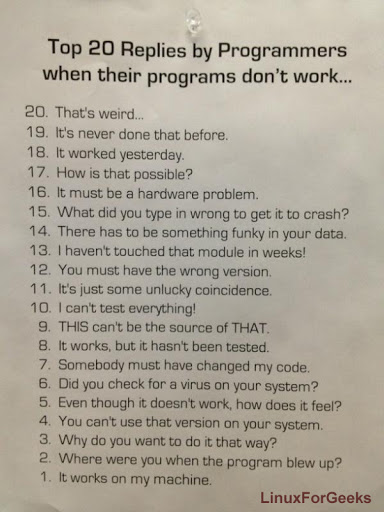 Top 20 Replies by Programmers
when their programs don't work...
20. That's weird...
19. It's never done that before.
18. It worked yesterday.
17. How is that possible?
16. It must be a hardware problem.
15. What did you type in wrong to get it to crash?
14. There has to be something funky in your data.
13. I haven't touched that module in weeks!
12. You must have the wrong version.
11. It's just some unlucky coincidence.
10. I can't test everything!
9. THIS can't be the source of THAT.
8. It works, but it hasn't been tested.
7. Somebody must have changed my code.
6. Did you check for a virus on your system?
5. Even though it doesn't work, how does it feel?
4. You can't use that version on your system.
3. Why do you want to do it that way?
2. Where were you when the program blew up?
1. It works on my machine.
LinuxForGeeks